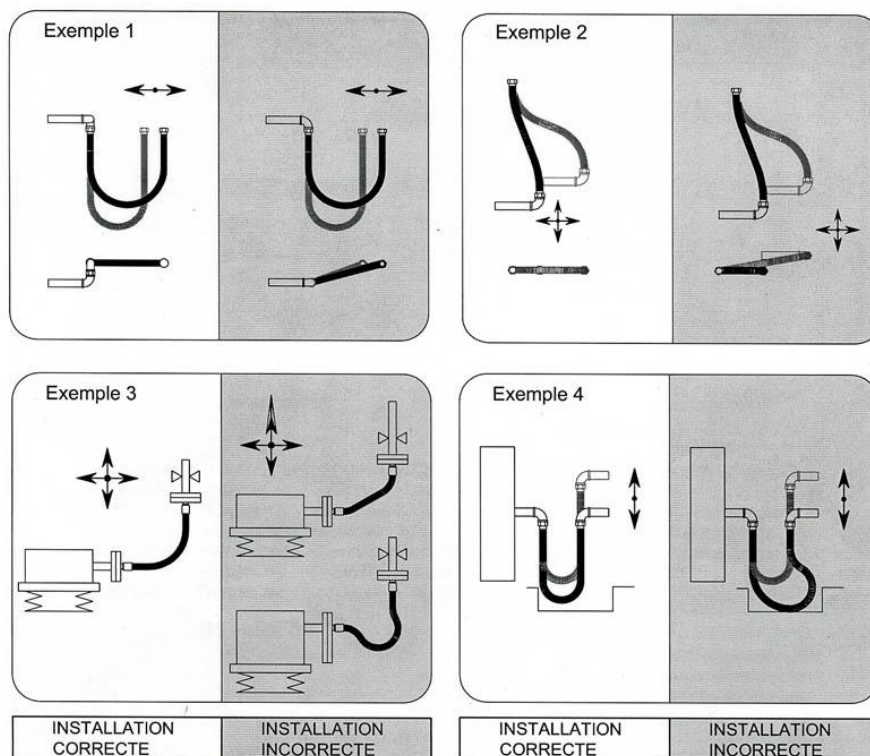 Exemple 1
Exemple 2
Exemple 3
Exemple 4
INSTALLATION
CORRECTE
INSTALLATION
INCORRECTE
INSTALLATION
CORRECTE
INSTALLATION
INCORRECTE